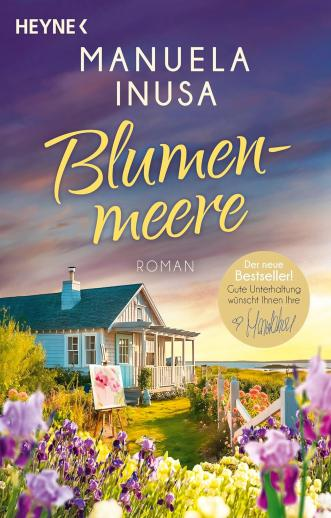 HEYNE<
MANUELA
INUSA
Blumen-
meere
ROMAN
Der neue
Bestseller!
Gute Unterhaltung
wünscht Ihnen Ihre